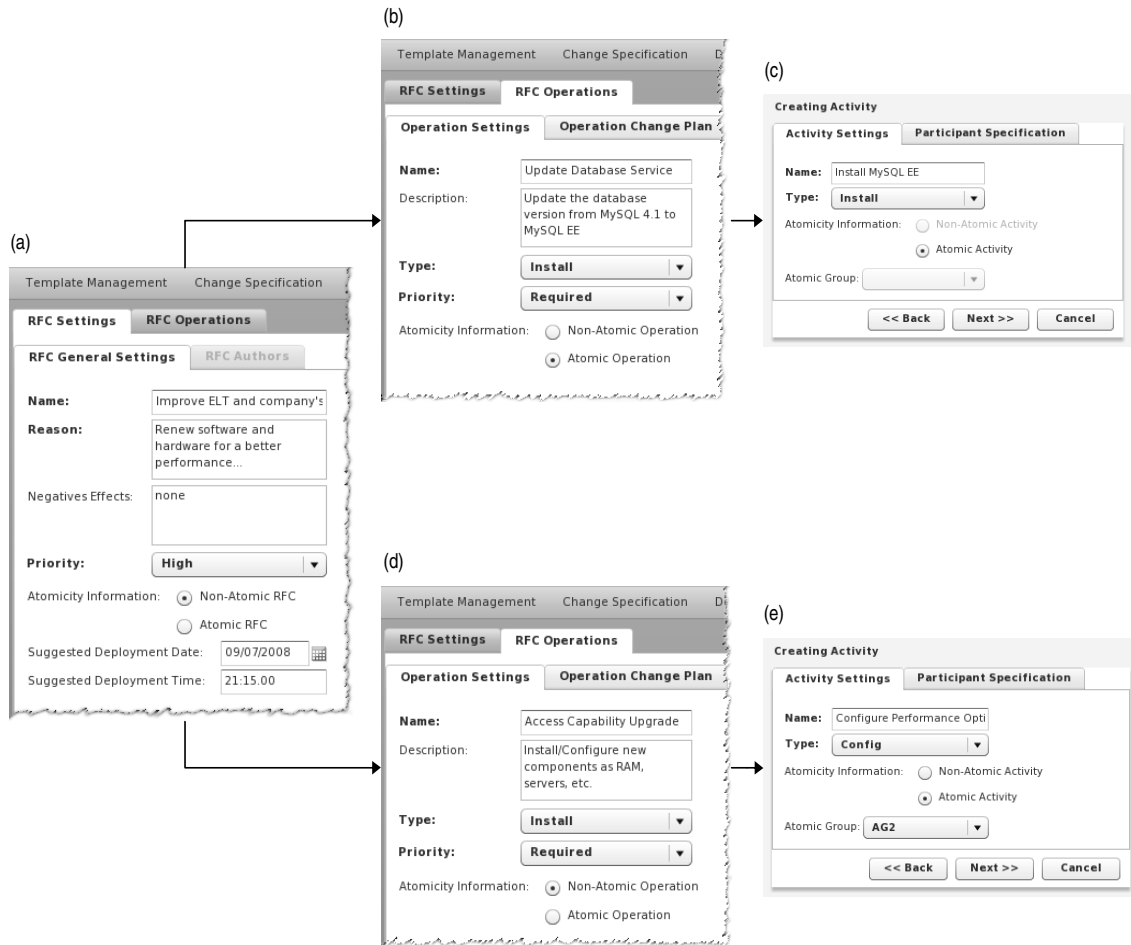 (a)
Template Management Change Specification
RFC Settings RFC Operations
RFC General Settings RFC Authors
Name: Improve ELT and company's
Reason: Renew software and
hardware for a better
performance...
Negatives Effects: none
Priority: High
Atomicity Information: Non-Atomic RFC
Atomic RFC
Suggested Deployment Date: 09/07/2008
Suggested Deployment Time: 21:15.00
(b)
Template Management Change Specification D
RFC Settings RFC Operations
Operation Settings Operation Change Plan
Name: Update Database Service
Description: Update the database
version from MySQL 4.1 to
MySQL EE
Type: Install
Priority: Required
Atomicity Information: Non-Atomic Operation
Atomic Operation
(c)
Creating Activity
Activity Settings Participant Specification
Name: Install MySQL EE
Type: Install
Atomicity Information: Non-Atomic Activity
Atomic Activity
Atomic Group:
<< Back Next >> Cancel
(d)
Template Management Change Specification D
RFC Settings RFC Operations
Operation Settings Operation Change Plan
Name: Access Capability Upgrade
Description: Install/Configure new
components as RAM,
servers, etc.
Type: Install
Priority: Required
Atomicity Information: Non-Atomic Operation
Atomic Operation
(e)
Creating Activity
Activity Settings Participant Specification
Name: Configure Performance Opti
Type: Config
Atomicity Information: Non-Atomic Activity
Atomic Activity
Atomic Group: AG2
<< Back Next >> Cancel